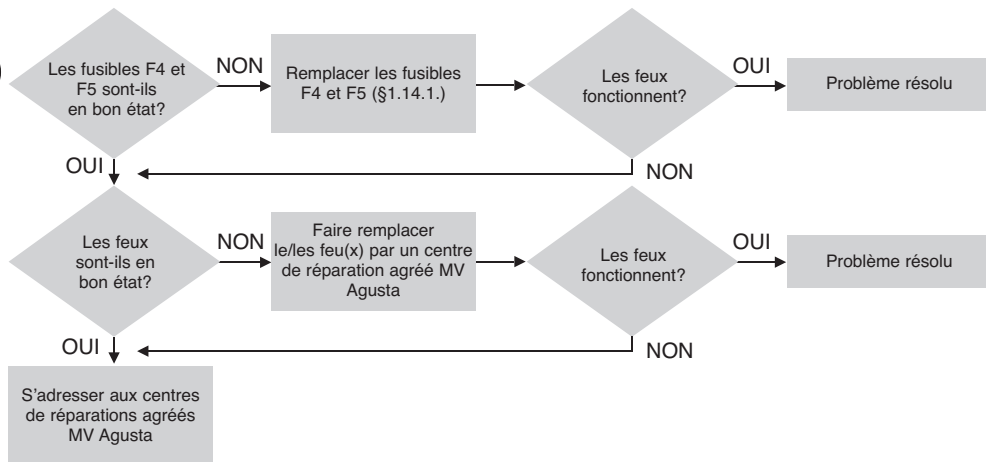 Les fusibles F4 et
F5 sont-ils
en bon état?
NON
Remplacer les fusibles
F4 et F5 (§1.14.1.)
Les feux
fonctionnent?
OUI
Problème résolu
OUI
NON
Les feux
sont-ils en
bon état?
NON
Faire remplacer
le/les feu(x) par un centre
de réparation agréé MV
Agusta
Les feux
fonctionnent?
OUI
Problème résolu
OUI
NON
S'adresser aux centres
de réparations agréés
MV Agusta